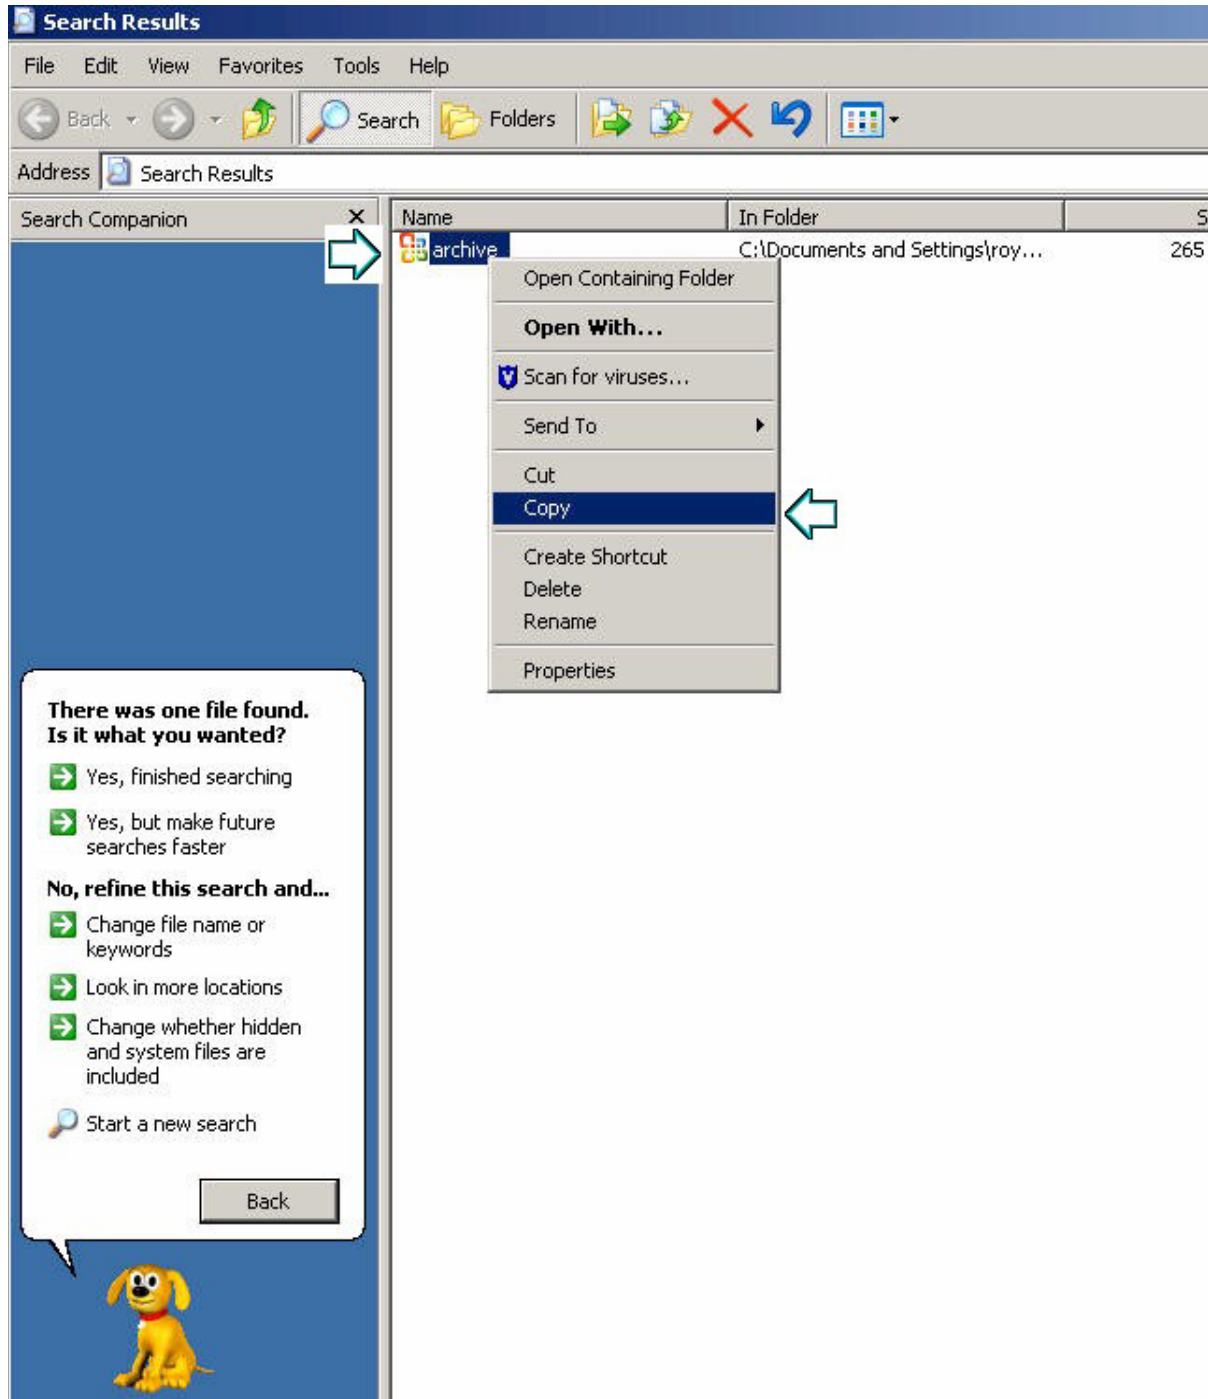 Search Results
File Edit View Favorites Tools Help
Back Search Folders
Address Search Results
Search Companion
Name In Folder S
archive C:\Documents and Settings\roy... 265
Open Containing Folder
Open With...
Scan for viruses...
Send To
Cut
Copy
Create Shortcut
Delete
Rename
Properties
There was one file found.
Is it what you wanted?
Yes, finished searching
Yes, but make future
searches faster
No, refine this search and...
Change file name or
keywords
Look in more locations
Change whether hidden
and system files are
included
Start a new search
Back